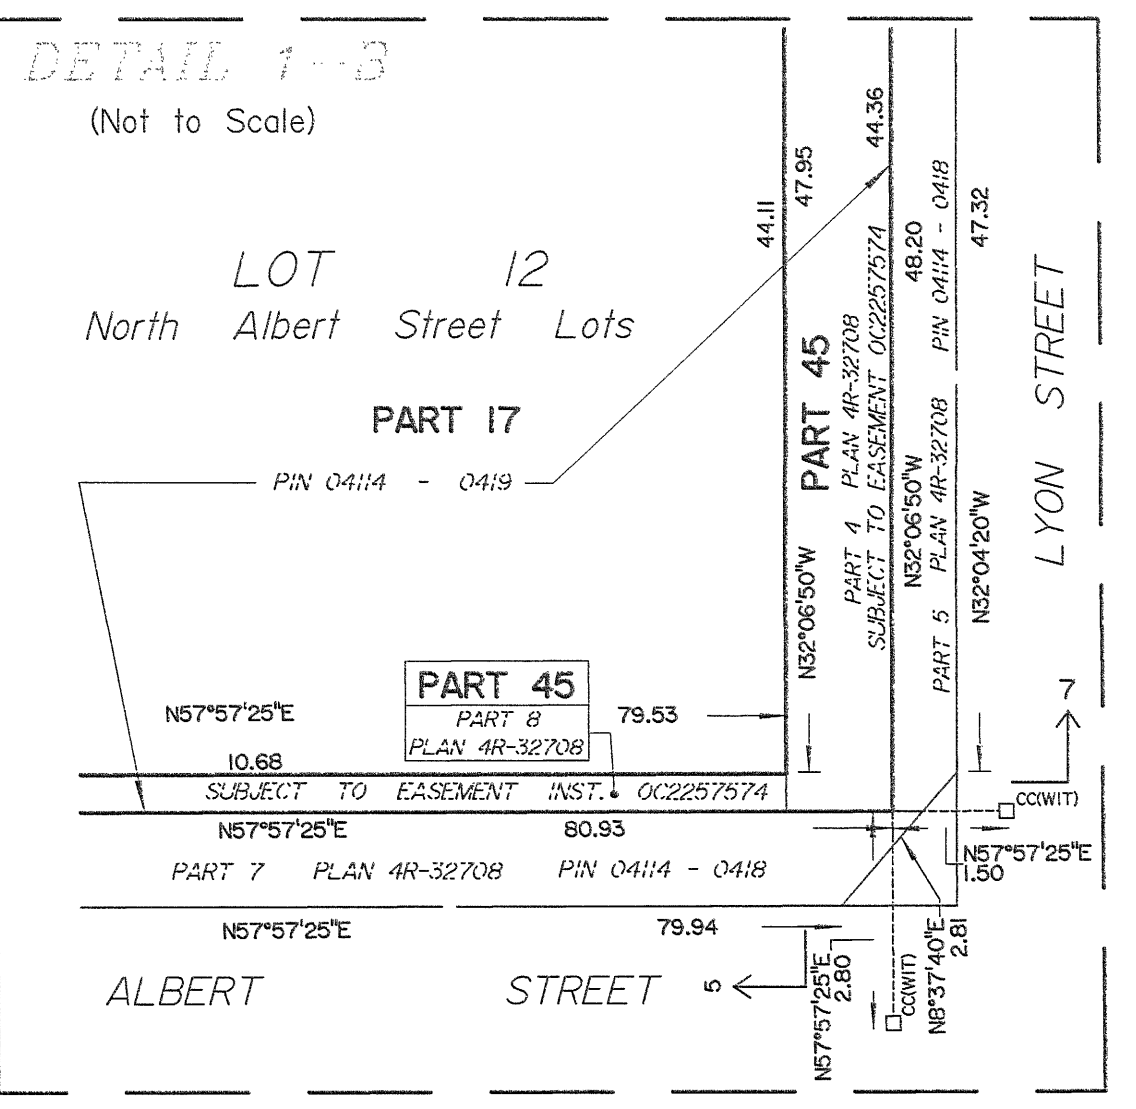 DETAIL 1-B
(Not to Scale)
LOT 12
North Albert Street Lots
PART 17
PIN 04114 - 0419
44.11
47.95
44.36
48.20
47.32
N32°06'50"W
PART 45
PART 4 PLAN 4R-32708
SUBJECT TO EASEMENT OC2257574
N32°06'50"W
PART 5 PLAN 4R-32708 PIN 04114 - 0418
N32°04'20"W
LYON STREET
7
PART 45
PART 8
PLAN 4R-32708
N57°57'25"E
79.53
10.68
SUBJECT TO EASEMENT INST. OC2257574
N57°57'25"E 80.93
PART 7 PLAN 4R-32708 PIN 04114 - 0418
N57°57'25"E 79.94
CC(WIT)
N57°57'25"E
1.50
N8°37'40"E
2.81
N57°57'25"E
2.80
CC(WIT)
5
ALBERT STREET